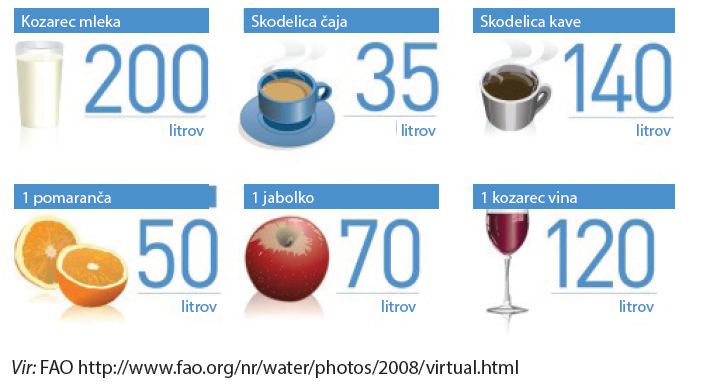 Kozarec mleka
200
litrov
Skodelica čaja
35
litrov
Skodelica kave
140
litrov
1 pomaranča
50
litrov
1 jabolko
70
litrov
1 kozarec vina
120
litrov
Vir: FAO http://www.fao.org/nr/water/photos/2008/virtual.html